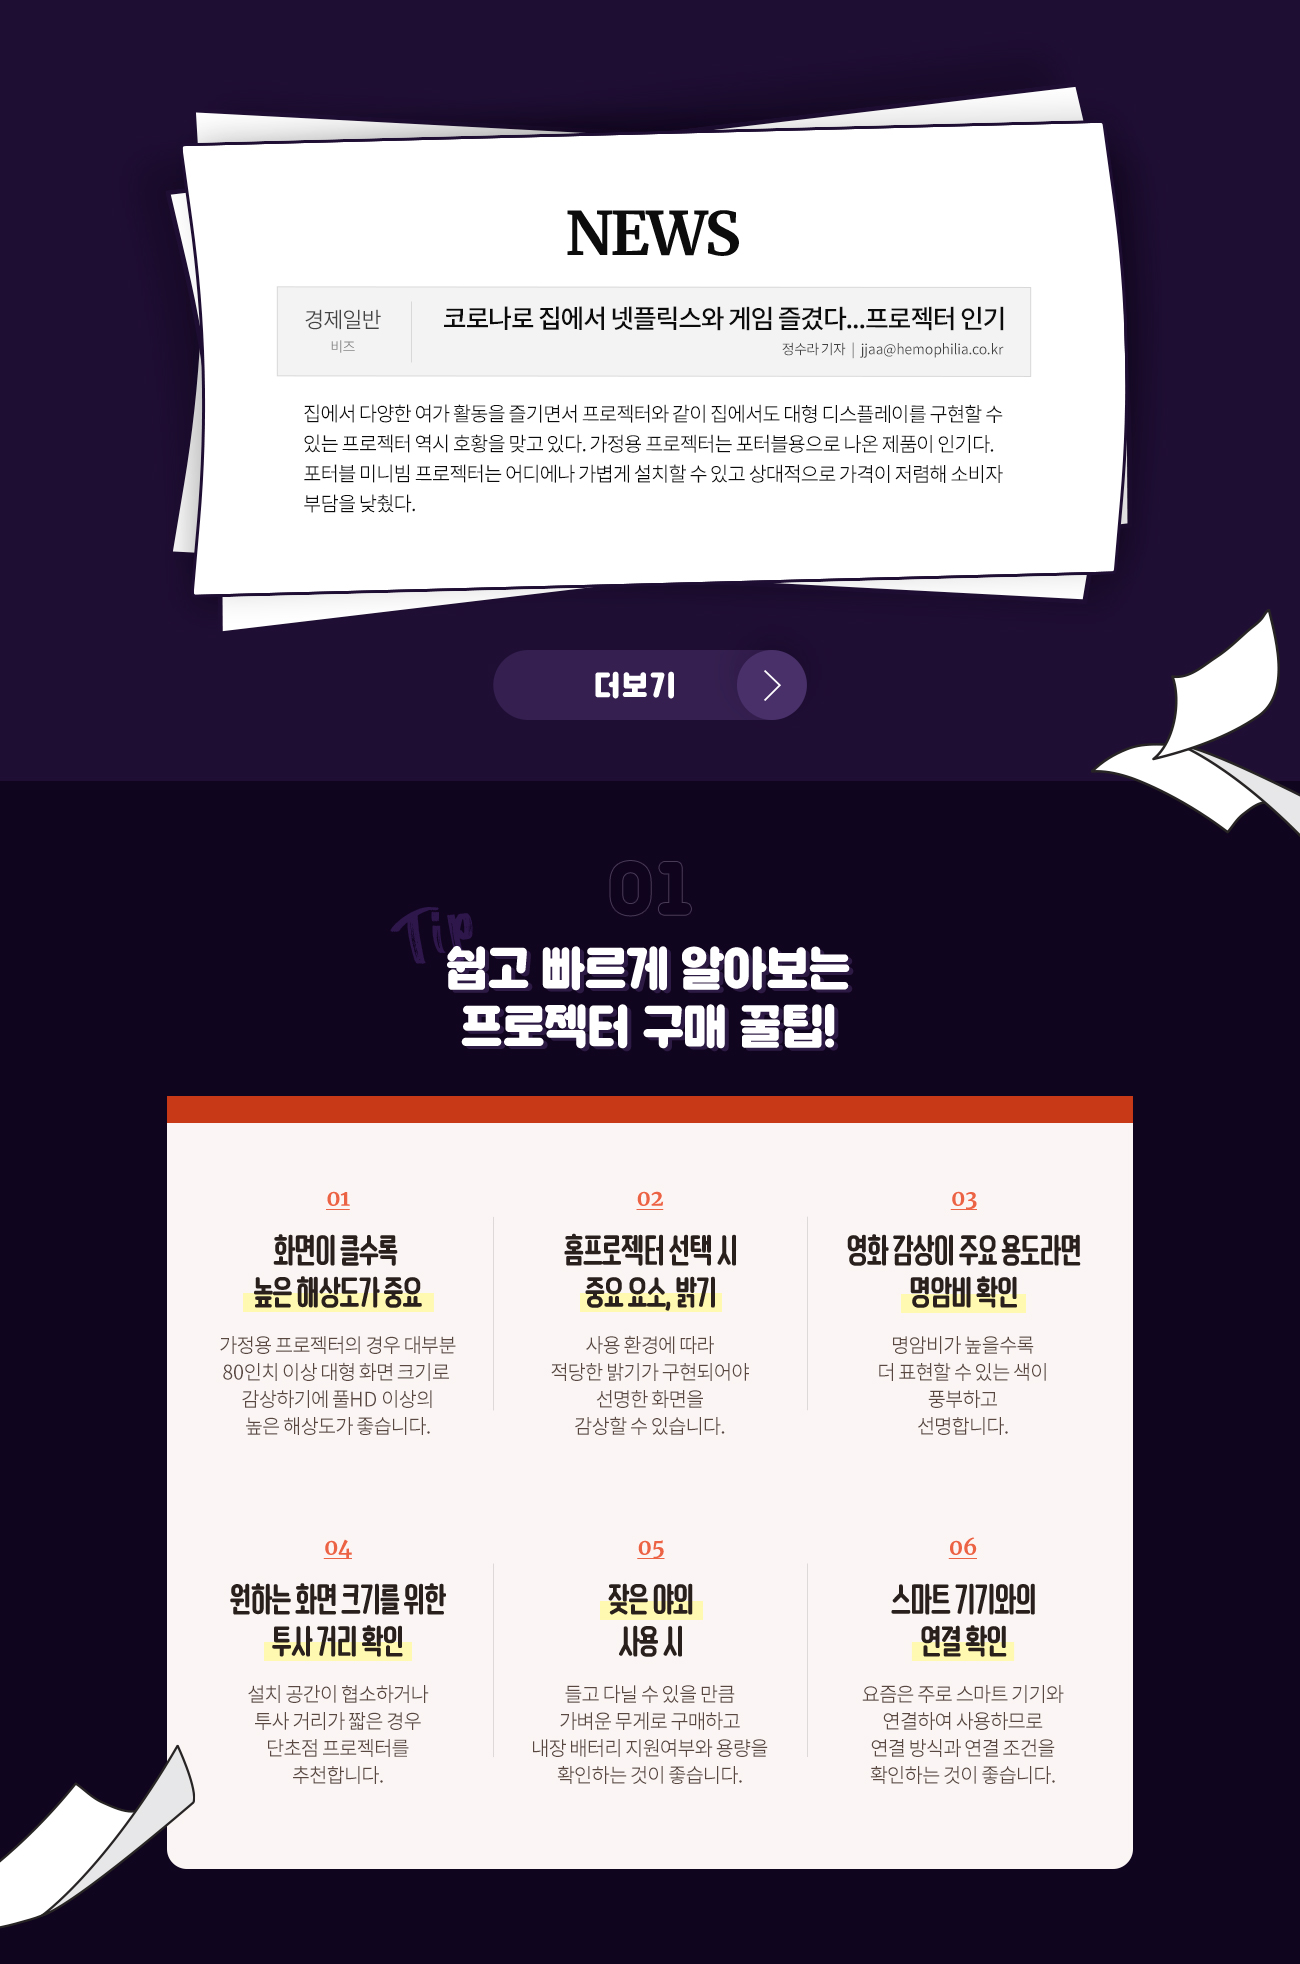 NEWS
경제일반
비즈
코로나로 집에서 넷플릭스와 게임 즐겼다...프로젝터 인기
정수라 기자 | jjaa@hemophilia.co.kr
집에서 다양한 여가 활동을 즐기면서 프로젝터와 같이 집에서도 대형 디스플레이를 구현할 수
있는 프로젝터 역시 호황을 맞고 있다. 가정용 프로젝터는 포터블용으로 나온 제품이 인기다.
포터블 미니빔 프로젝터는 어디에나 가볍게 설치할 수 있고 상대적으로 가격이 저렴해 소비자
부담을 낮췄다.
더보기
01
Tip
쉽고 빠르게 알아보는
프로젝터 구매 꿀팁!
01
화면이 클수록
높은 해상도가 중요
가정용 프로젝터의 경우 대부분
80인치 이상 대형 화면 크기로
감상하기에 풀HD 이상의
높은 해상도가 좋습니다.
02
홈프로젝터 선택 시
중요 요소, 밝기
사용 환경에 따라
적당한 밝기가 구현되어야
선명한 화면을
감상할 수 있습니다.
03
영화 감상이 주요 용도라면
명암비 확인
명암비가 높을수록
더 표현할 수 있는 색이
풍부하고
선명합니다.
04
원하는 화면 크기를 위한
투사 거리 확인
설치 공간이 협소하거나
투사 거리가 짧은 경우
단초점 프로젝터를
추천합니다.
05
잦은 야외
사용 시
들고 다닐 수 있을 만큼
가벼운 무게로 구매하고
내장 배터리 지원여부와 용량을
확인하는 것이 좋습니다.
06
스마트 기기와의
연결 확인
요즘은 주로 스마트 기기와
연결하여 사용하므로
연결 방식과 연결 조건을
확인하는 것이 좋습니다.